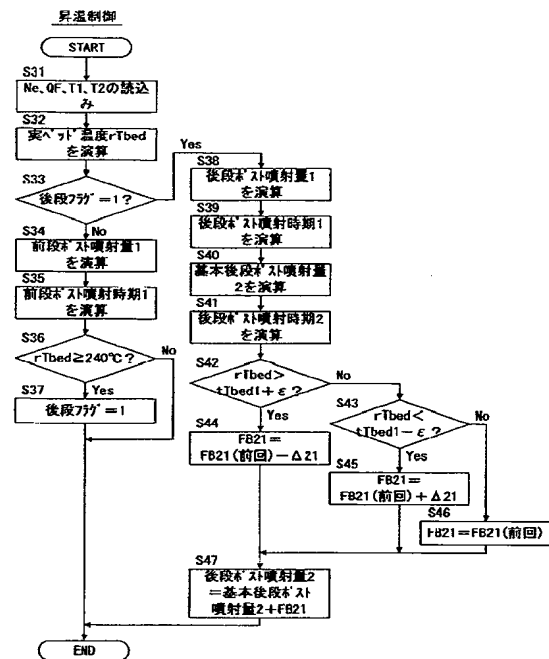 昇温制御
START
S31
Ne、QF、T1、T2の読込
み
S32
実ベッド温度rTbed
を演算
S33
後段フラグ=1?
Yes
No
S34
前段ポスト噴射量1
を演算
S35
前段ポスト噴射時期1
を演算
S36
rTbed≧240℃?
No
Yes
S37
後段フラグ=1
S38
後段ポスト噴射量1
を演算
S39
後段ポスト噴射時期1
を演算
S40
基本後段ポスト噴射量
2を演算
S41
後段ポスト噴射時期2
を演算
S42
rTbed>
tTbed1+ε?
No
Yes
S43
rTbed<
tTbed1-ε?
No
Yes
S44
FB21=
FB21(前回)-Δ21
S45
FB21=
FB21(前回)+Δ21
S46
FB21=FB21(前回)
S47
後段ポスト噴射量2
=基本後段ポスト
噴射量2+FB21
END